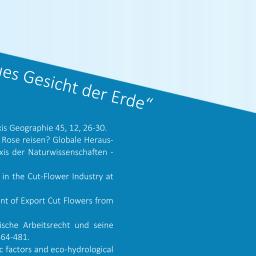 es Gesicht der Erde“
is Geographie 45, 12, 26-30.
Rose reisen? Globale Heraus-
xis der Naturwissenschaften -
in the Cut-Flower Industry at
nt of Export Cut Flowers from
ische Arbeitsrecht und seine
64-481.
c factors and eco-hydrological